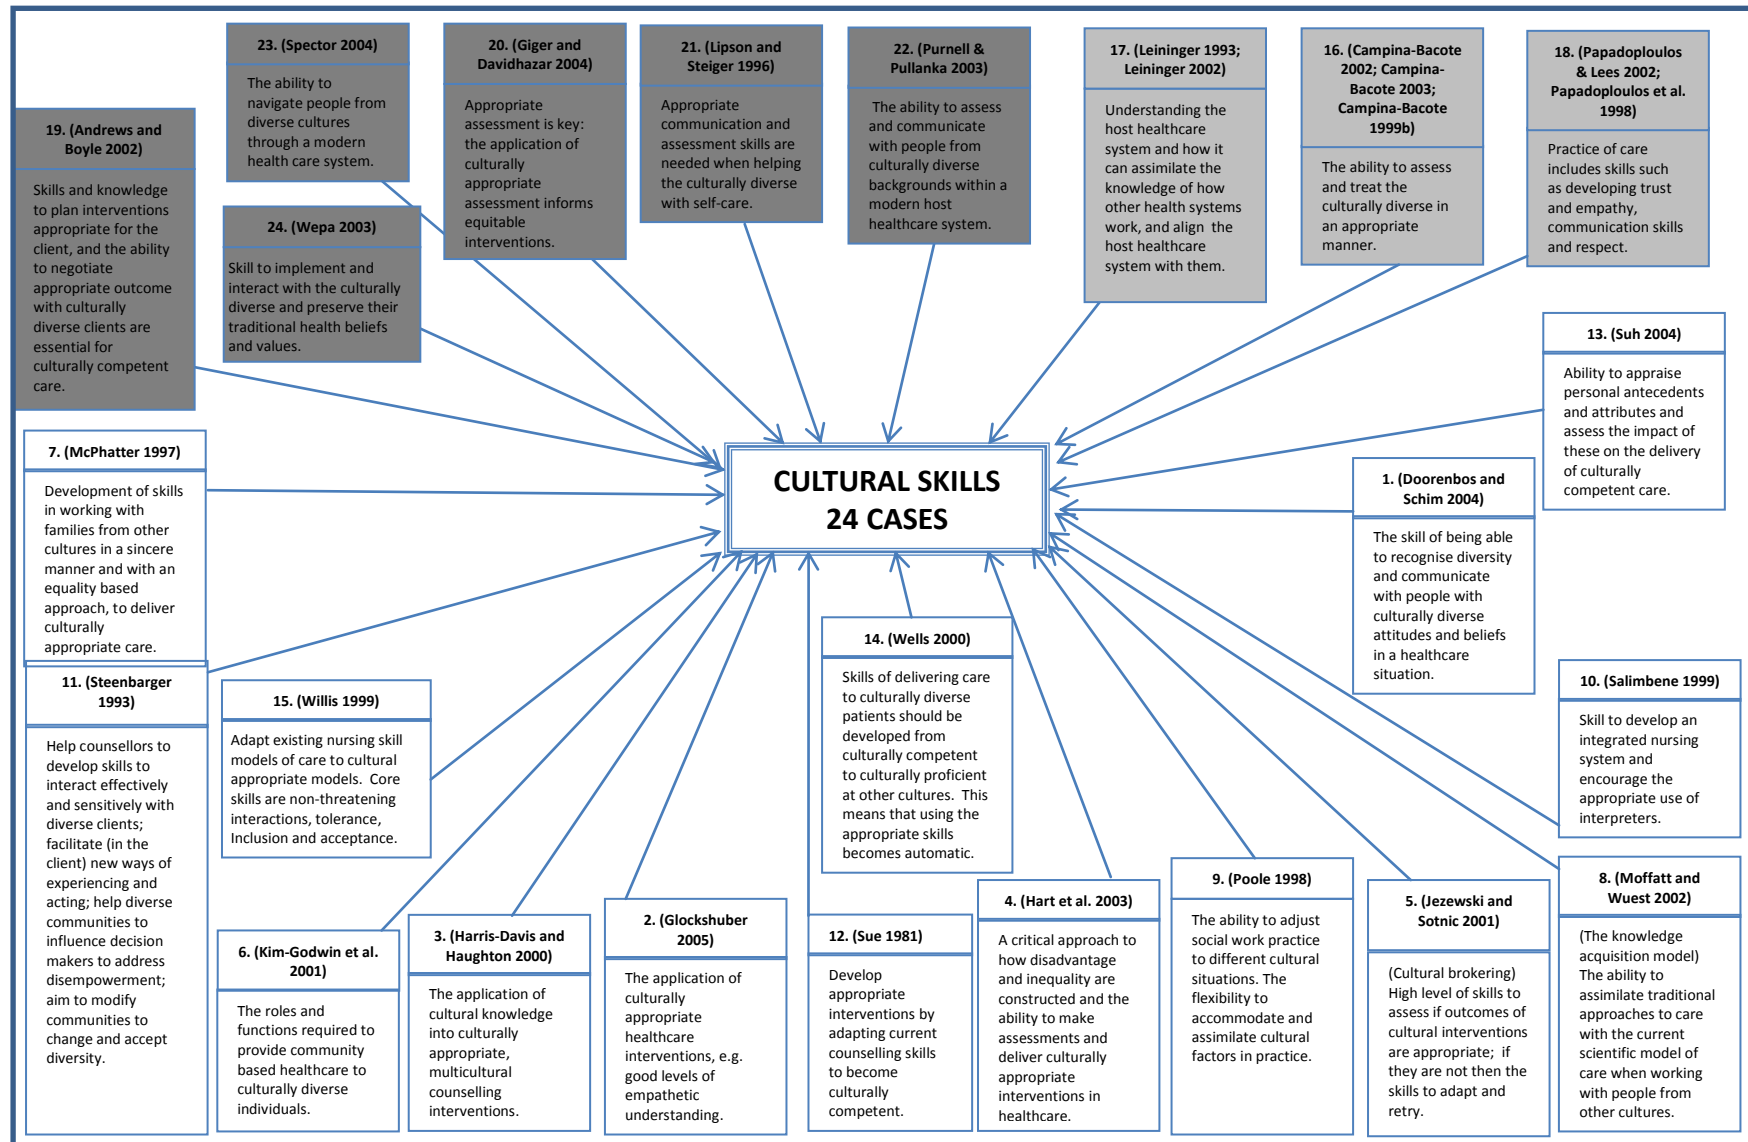 23. (Spector 2004)
The ability to
navigate people from
diverse cultures
through a modern
health care system.
20. (Giger and
Davidhazar 2004)
Appropriate
assessment is key:
the application of
culturally
appropriate
assessment informs
equitable
interventions.
21. (Lipson and
Steiger 1996)
Appropriate
communication and
assessment skills are
needed when helping
the culturally diverse
with self-care.
22. (Purnell &
Pullanka 2003)
The ability to assess
and communicate
with people from
culturally diverse
backgrounds within a
modern host
healthcare system.
17. (Leininger 1993;
Leininger 2002)
Understanding the
host healthcare
system and how it
can assimilate the
knowledge of how
other health systems
work, and align the
host healthcare
system with them.
16. (Campina-Bacote
2002; Campina-
Bacote 2003;
Campina-Bacote
1999b)
The ability to assess
and treat the
culturally diverse in
an appropriate
manner.
18. (Papadoploulos
& Lees 2002;
Papadoploulos et al.
1998)
Practice of care
includes skills such
as developing trust
and empathy,
communication skills
and respect.
19. (Andrews and
Boyle 2002)
Skills and knowledge
to plan interventions
appropriate for the
client, and the ability
to negotiate
appropriate outcome
with culturally
diverse clients are
essential for
culturally competent
care.
24. (Wepa 2003)
Skill to implement and
interact with the culturally
diverse and preserve their
traditional health beliefs
and values.
13. (Suh 2004)
Ability to appraise
personal antecedents
and attributes and
assess the impact of
these on the delivery
of culturally
competent care.
7. (McPhatter 1997)
Development of skills
in working with
families from other
cultures in a sincere
manner and with an
equality based
approach, to deliver
culturally
appropriate care.
CULTURAL SKILLS
24 CASES
1. (Doorenbos and
Schim 2004)
The skill of being able
to recognise diversity
and communicate
with people with
culturally diverse
attitudes and beliefs
in a healthcare
situation.
11. (Steenbarger
1993)
Help counsellors to
develop skills to
interact effectively
and sensitively with
diverse clients;
facilitate (in the
client) new ways of
experiencing and
acting; help diverse
communities to
influence decision
makers to address
disempowerment;
aim to modify
communities to
change and accept
diversity.
15. (Willis 1999)
Adapt existing nursing skill
models of care to cultural
appropriate models. Core
skills are non-threatening
interactions, tolerance,
Inclusion and acceptance.
14. (Wells 2000)
Skills of delivering care
to culturally diverse
patients should be
developed from
culturally competent
to culturally proficient
at other cultures. This
means that using the
appropriate skills
becomes automatic.
10. (Salimbene 1999)
Skill to develop an
integrated nursing
system and
encourage the
appropriate use of
interpreters.
6. (Kim-Godwin et al.
2001)
The roles and
functions required to
provide community
based healthcare to
culturally diverse
individuals.
3. (Harris-Davis and
Haughton 2000)
The application of
cultural knowledge
into culturally
appropriate,
multicultural
counselling
interventions.
2. (Glockshuber
2005)
The application of
culturally
appropriate
healthcare
interventions, e.g.
good levels of
empathetic
understanding.
12. (Sue 1981)
Develop
appropriate
interventions by
adapting current
counselling skills
to become
culturally
competent.
4. (Hart et al. 2003)
A critical approach to
how disadvantage
and inequality are
constructed and the
ability to make
assessments and
deliver culturally
appropriate
interventions in
healthcare.
9. (Poole 1998)
The ability to adjust
social work practice
to different cultural
situations. The
flexibility to
accommodate and
assimilate cultural
factors in practice.
5. (Jezewski and
Sotnic 2001)
(Cultural brokering)
High level of skills to
assess if outcomes of
cultural interventions
are appropriate; if
they are not then the
skills to adapt and
retry.
8. (Moffatt and
Wuest 2002)
(The knowledge
acquisition model)
The ability to
assimilate traditional
approaches to care
with the current
scientific model of
care when working
with people from
other cultures.